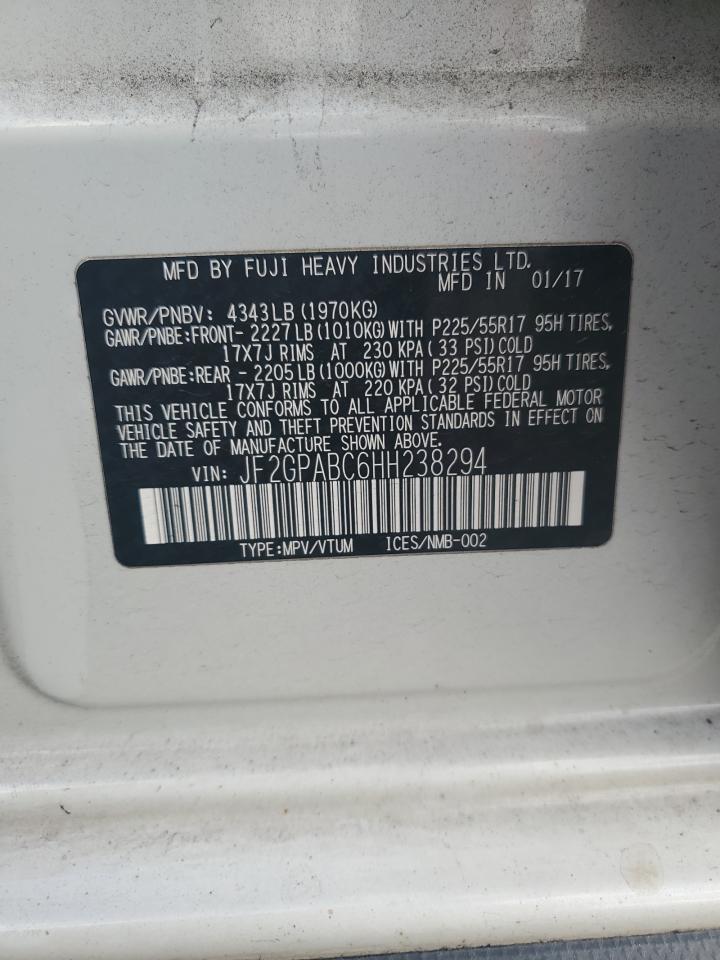 MFD BY FUJI HEAVY INDUSTRIES LTD.
MFD IN 01/17
GVWR/PNBV: 4343LB (1970KG)
GAWR/PNBE:FRONT- 2227LB (1010KG) WITH P225/55R17 95H TIRES,
17X7J RIMS AT 230 KPA ( 33 PSI) COLD
GAWR/PNBE:REAR - 2205LB (1000KG) WITH P225/55R17 95H TIRES,
17X7J RIMS AT 220 KPA ( 32 PSI) COLD
THIS VEHICLE CONFORMS TO ALL APPLICABLE FEDERAL MOTOR
VEHICLE SAFETY AND THEFT PREVENTION STANDARDS IN EFFECT ON
THE DATE OF MANUFACTURE SHOWN ABOVE.
VIN: JF2GPABC6HH238294
TYPE:MPV/VTUM ICES/NMB-002